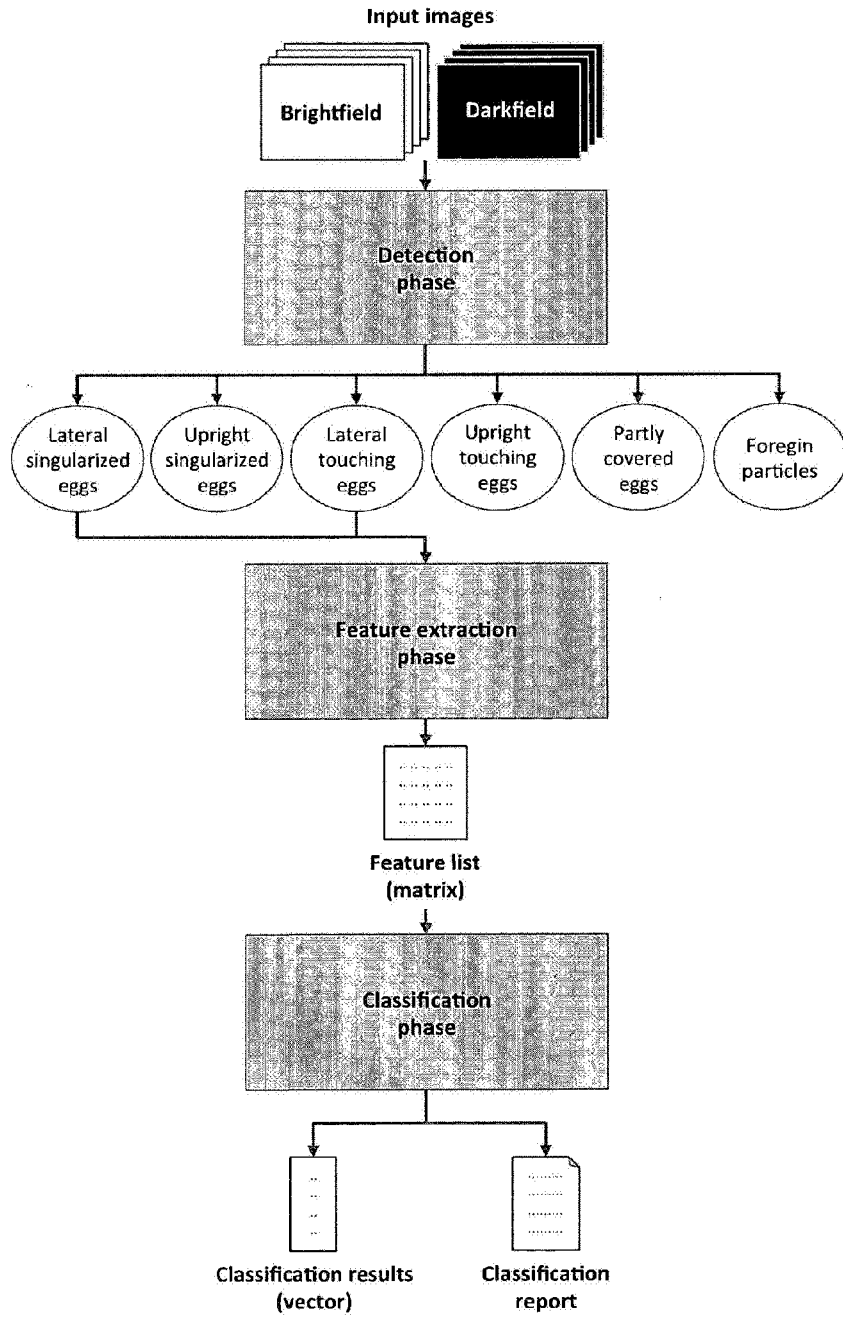 Input images
Brightfield
Darkfield
Detection
phase
Lateral
singularized
eggs
Upright
singularized
eggs
Lateral
touching
eggs
Upright
touching
eggs
Partly
covered
eggs
Foregin
particles
Feature extraction
phase
Feature list
(matrix)
Classification
phase
Classification results
(vector)
Classification
report